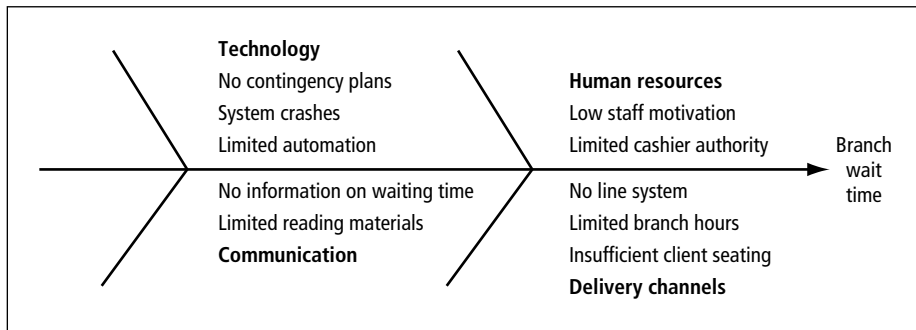 Technology
No contingency plans
System crashes
Limited automation
Human resources
Low staff motivation
Limited cashier authority
Branch
wait
time
No information on waiting time
Limited reading materials
Communication
No line system
Limited branch hours
Insufficient client seating
Delivery channels